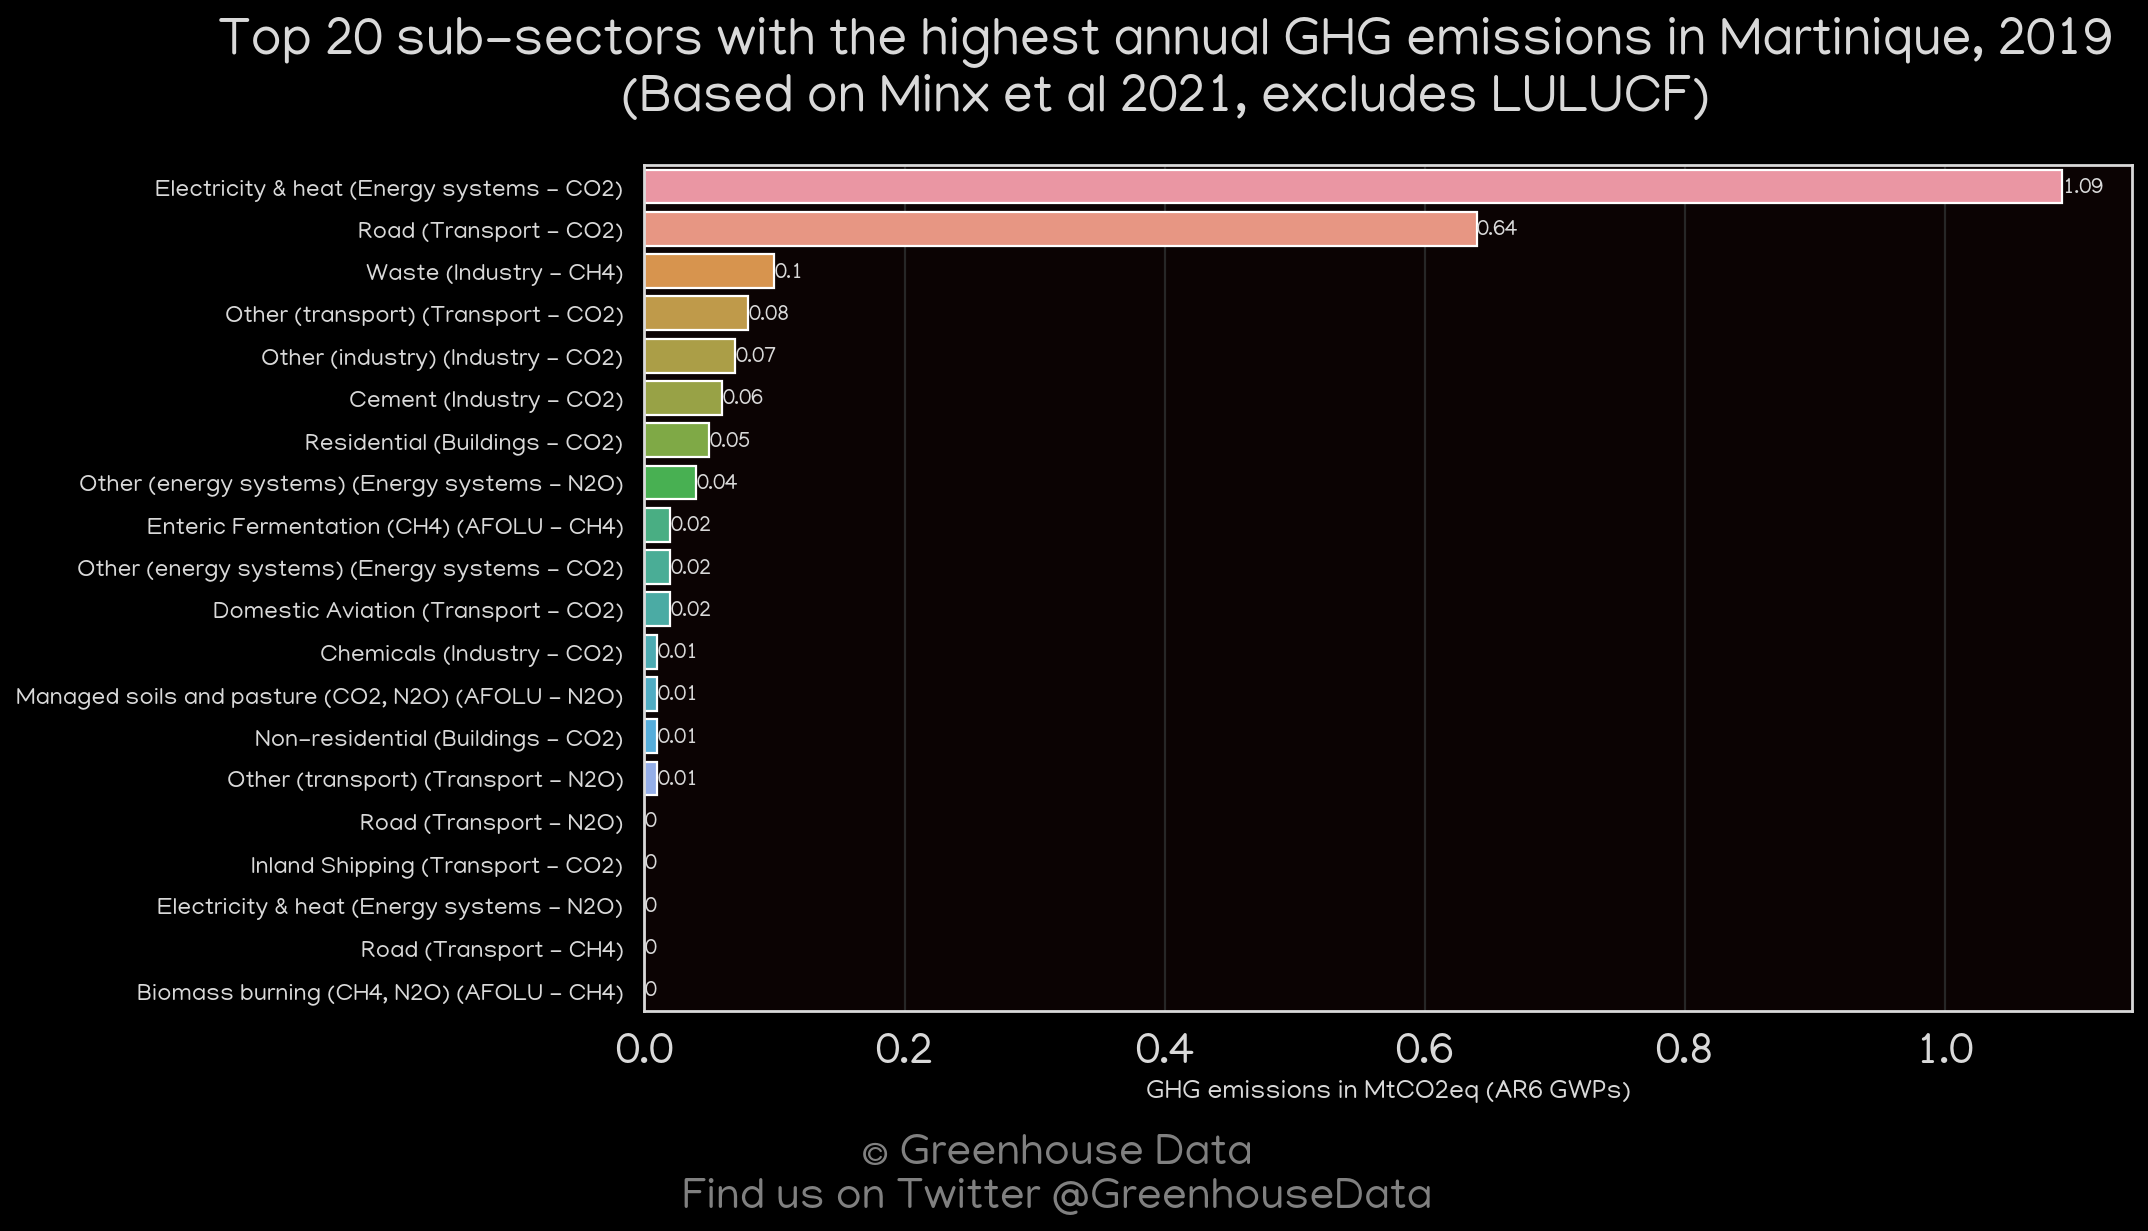 Top 20 sub-sectors with the highest annual GHG emissions in Martinique, 2019
(Based on Minx et al 2021, excludes LULUCF)
Electricity & heat (Energy systems - CO2) 1.09
Road (Transport - CO2) 0.64
Waste (Industry - CH4) 0.1
Other (transport) (Transport - CO2) 0.08
Other (industry) (Industry - CO2) 0.07
Cement (Industry - CO2) 0.06
Residential (Buildings - CO2) 0.05
Other (energy systems) (Energy systems - N2O) 0.04
Enteric Fermentation (CH4) (AFOLU - CH4) 0.02
Other (energy systems) (Energy systems - CO2) 0.02
Domestic Aviation (Transport - CO2) 0.02
Chemicals (Industry - CO2) 0.01
Managed soils and pasture (CO2, N2O) (AFOLU - N2O) 0.01
Non-residential (Buildings - CO2) 0.01
Other (transport) (Transport - N2O) 0.01
Road (Transport - N2O) 0
Inland Shipping (Transport - CO2) 0
Electricity & heat (Energy systems - N2O) 0
Road (Transport - CH4) 0
Biomass burning (CH4, N2O) (AFOLU - CH4) 0
0.0 0.2 0.4 0.6 0.8 1.0
GHG emissions in MtCO2eq (AR6 GWPs)
© Greenhouse Data
Find us on Twitter @GreenhouseData